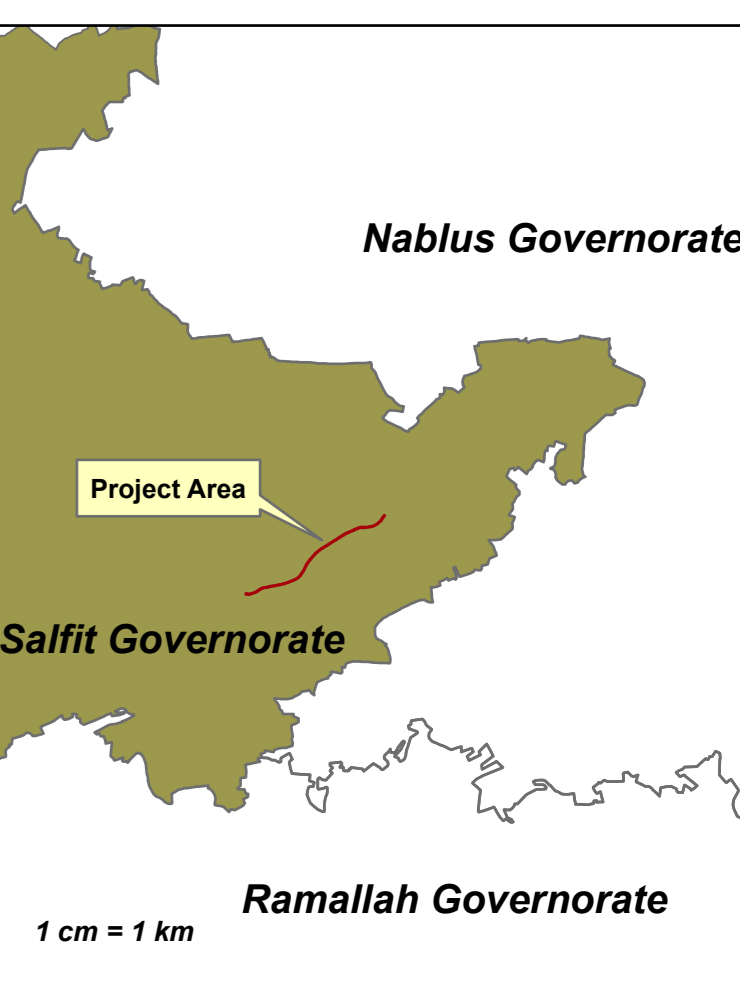 Nablus Governorate
Project Area
Salfit Governorate
Ramallah Governorate
1 cm = 1 km